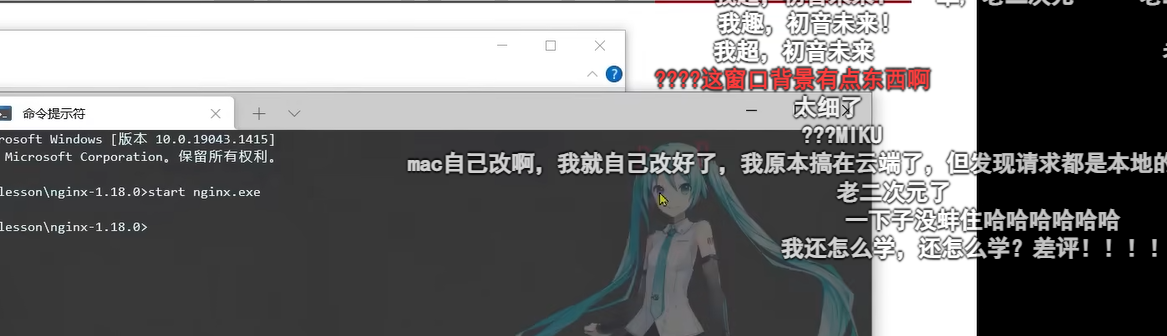 我趣，初音未来！
我超，初音未来
????这窗口背景有点东西啊
命令提示符
太细了
???MIKU
rosoft Windows [版本 10.0.19043.1415]
Microsoft Corporation。保留所有权利。
mac自己改啊，我就自己改好了，我原本搞在云端了，但发现请求都是本地的
lesson\nginx-1.18.0>start nginx.exe
老二次元了
一下子没蚌住哈哈哈哈哈哈
lesson\nginx-1.18.0>
我还怎么学，还怎么学？差评！！！！